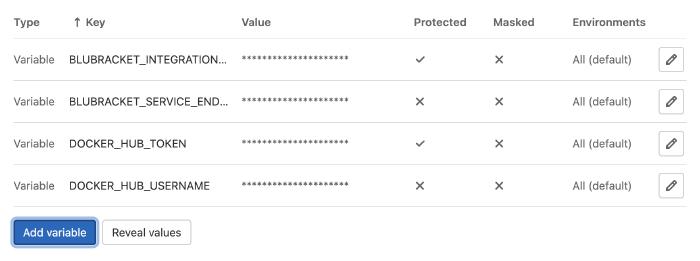 Type ↑ Key Value Protected Masked Environments
Variable BLUBRACKET_INTEGRATION... ********************* ✓ ✕ All (default)
Variable BLUBRACKET_SERVICE_END... ********************* ✕ ✕ All (default)
Variable DOCKER_HUB_TOKEN ********************* ✓ ✕ All (default)
Variable DOCKER_HUB_USERNAME ********************* ✕ ✕ All (default)
Add variable Reveal values